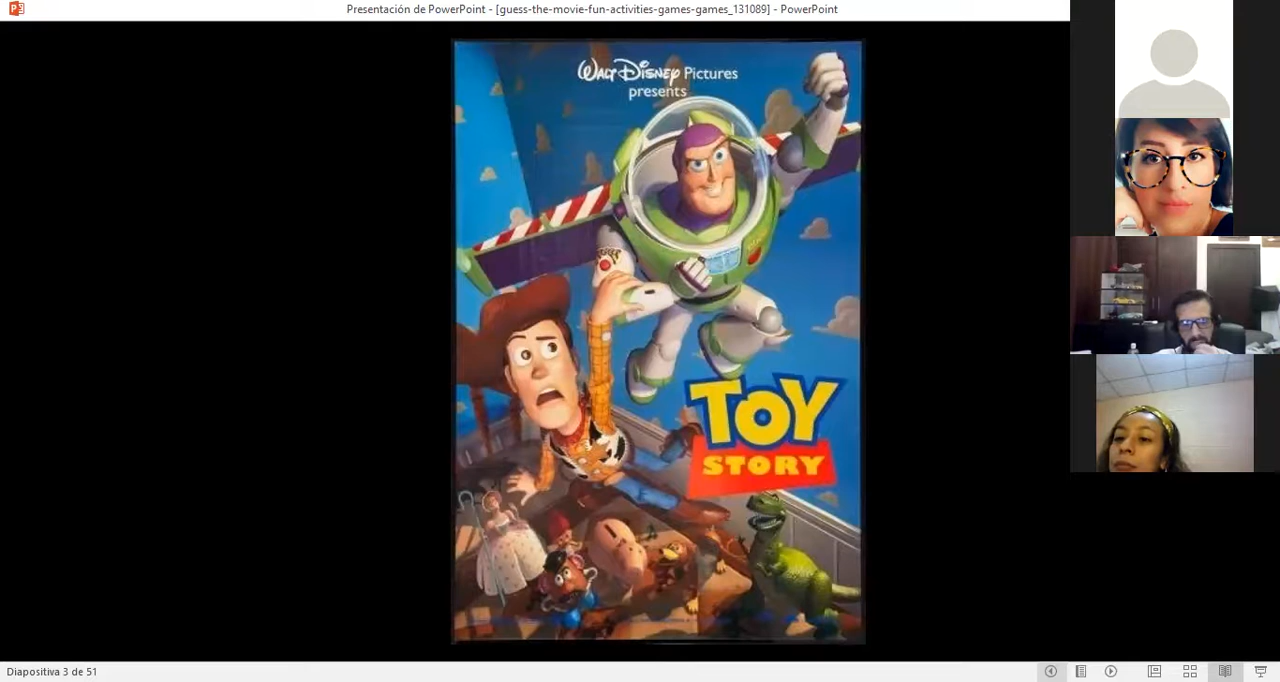 Presentación de PowerPoint - [guess-the-movie-fun-activities-games-games_131089] - PowerPoint
WALT DISNEY Pictures
presents
TOY
STORY
Diapositiva 3 de 51